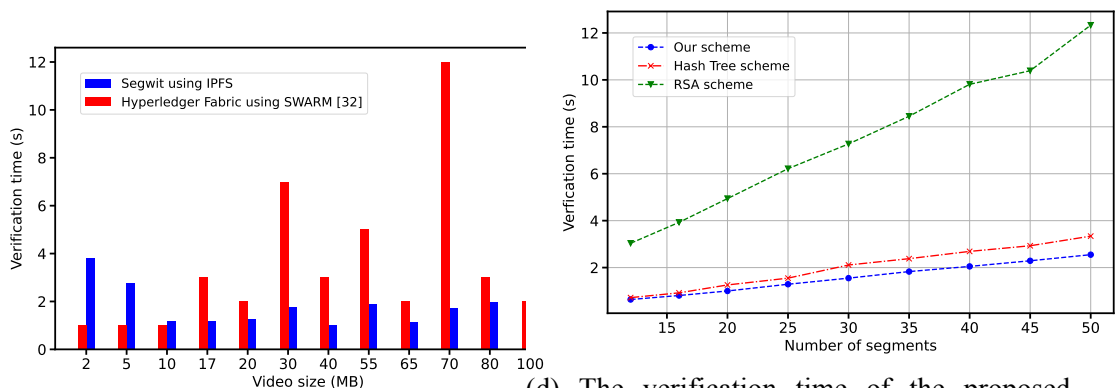 12
10
8
6
4
2
0
Verification time (s)
Segwit using IPFS
Hyperledger Fabric using SWARM [32]
2 5 10 17 20 30 40 55 65 70 80 100
Video size (MB)
12
10
8
6
4
2
Verfication time (s)
Our scheme
Hash Tree scheme
RSA scheme
15 20 25 30 35 40 45 50
Number of segments
(d) The verification time of the proposed